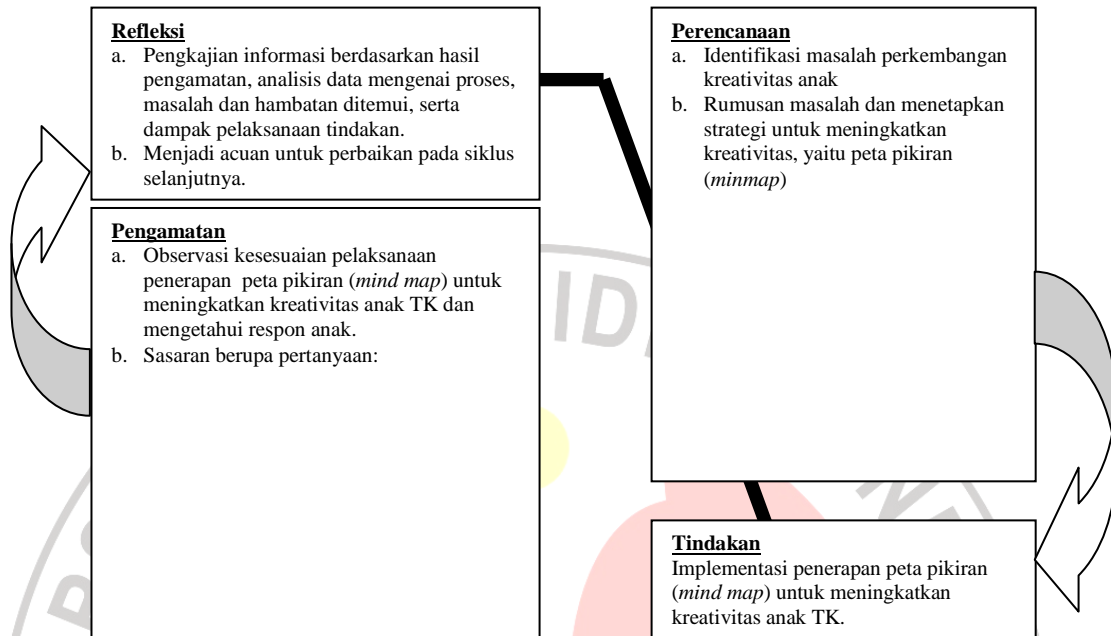 Refleksi
a. Pengkajian informasi berdasarkan hasil
pengamatan, analisis data mengenai proses,
masalah dan hambatan ditemui, serta
dampak pelaksanaan tindakan.
b. Menjadi acuan untuk perbaikan pada siklus
selanjutnya.
Pengamatan
a. Observasi kesesuaian pelaksanaan
penerapan peta pikiran (mind map) untuk
meningkatkan kreativitas anak TK dan
mengetahui respon anak.
b. Sasaran berupa pertanyaan:
Perencanaan
a. Identifikasi masalah perkembangan
kreativitas anak
b. Rumusan masalah dan menetapkan
strategi untuk meningkatkan
kreativitas, yaitu peta pikiran
(minmap)
Tindakan
Implementasi penerapan peta pikiran
(mind map) untuk meningkatkan
kreativitas anak TK.